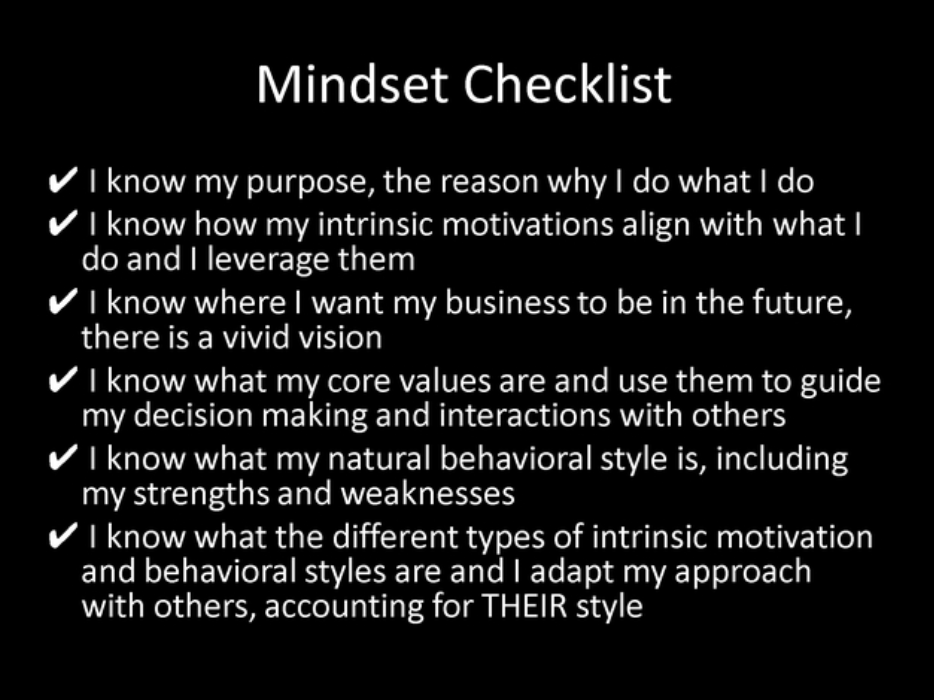 Mindset Checklist
✔ I know my purpose, the reason why I do what I do
✔ I know how my intrinsic motivations align with what I
do and I leverage them
✔ I know where I want my business to be in the future,
there is a vivid vision
✔ I know what my core values are and use them to guide
my decision making and interactions with others
✔ I know what my natural behavioral style is, including
my strengths and weaknesses
✔ I know what the different types of intrinsic motivation
and behavioral styles are and I adapt my approach
with others, accounting for THEIR style